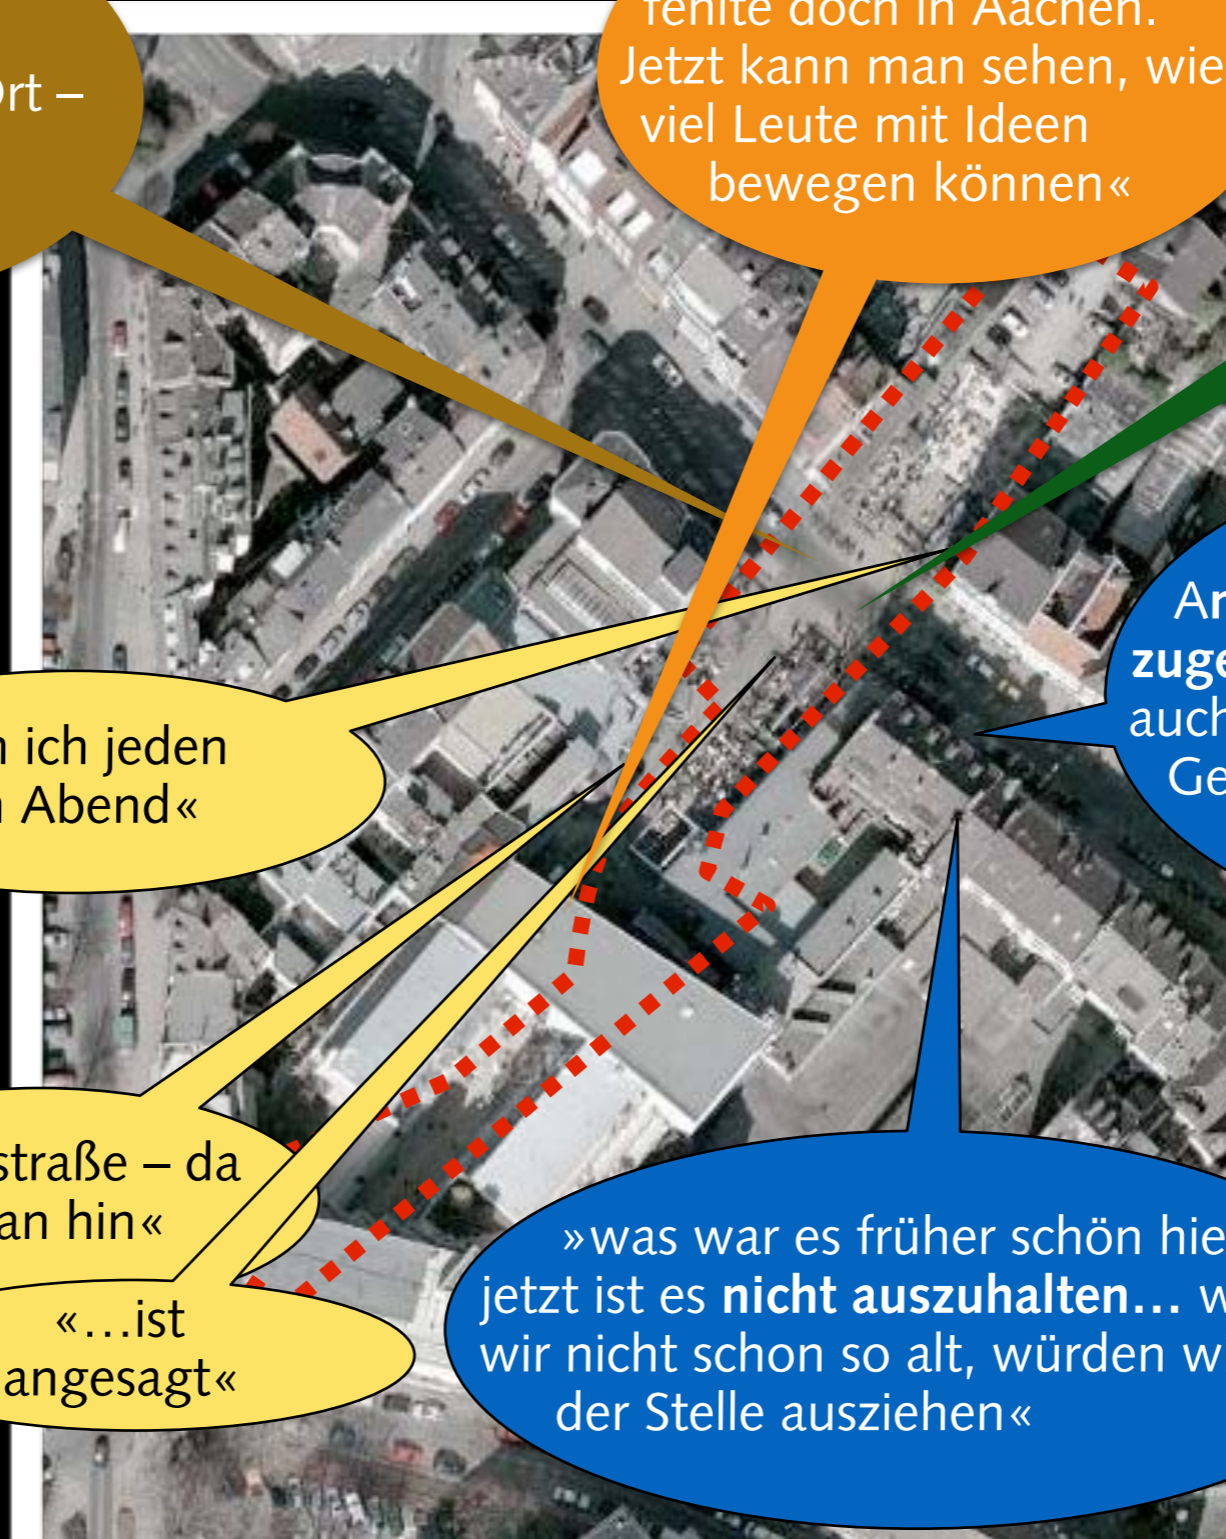 Ort –
fehlte doch in Aachen.
Jetzt kann man sehen, wie
viel Leute mit Ideen
bewegen können«
zuge
auch
Ge
ich jeden
Abend«
straße – da
an hin«
«…ist
angesagt«
»was war es früher schön hie
jetzt ist es nicht auszuhalten… w
wir nicht schon so alt, würden w
der Stelle ausziehen«